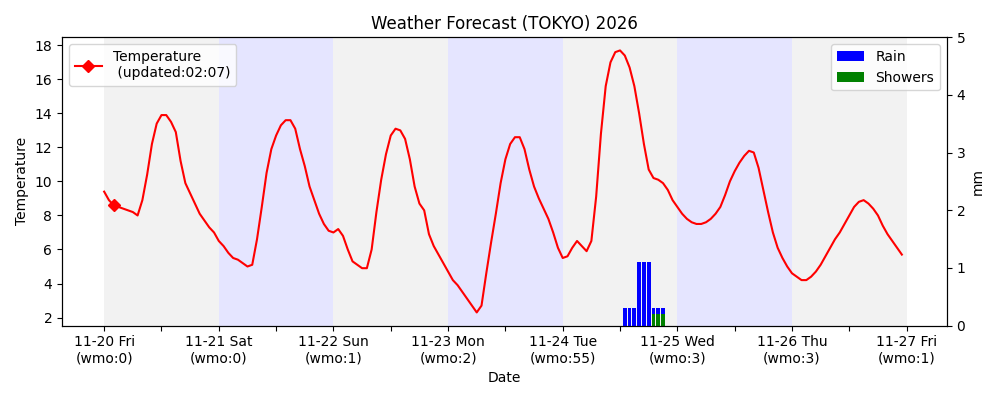 Weather Forecast (TOKYO) 2026
Temperature
(updated:02:07)
Rain
Showers
18
16
14
12
10
8
6
4
2
Temperature
5
4
3
2
1
0
mm
11-20 Fri 11-21 Sat 11-22 Sun 11-23 Mon 11-24 Tue 11-25 Wed 11-26 Thu 11-27 Fri
(wmo:0) (wmo:0) (wmo:1) (wmo:2) (wmo:55) (wmo:3) (wmo:3) (wmo:1)
Date